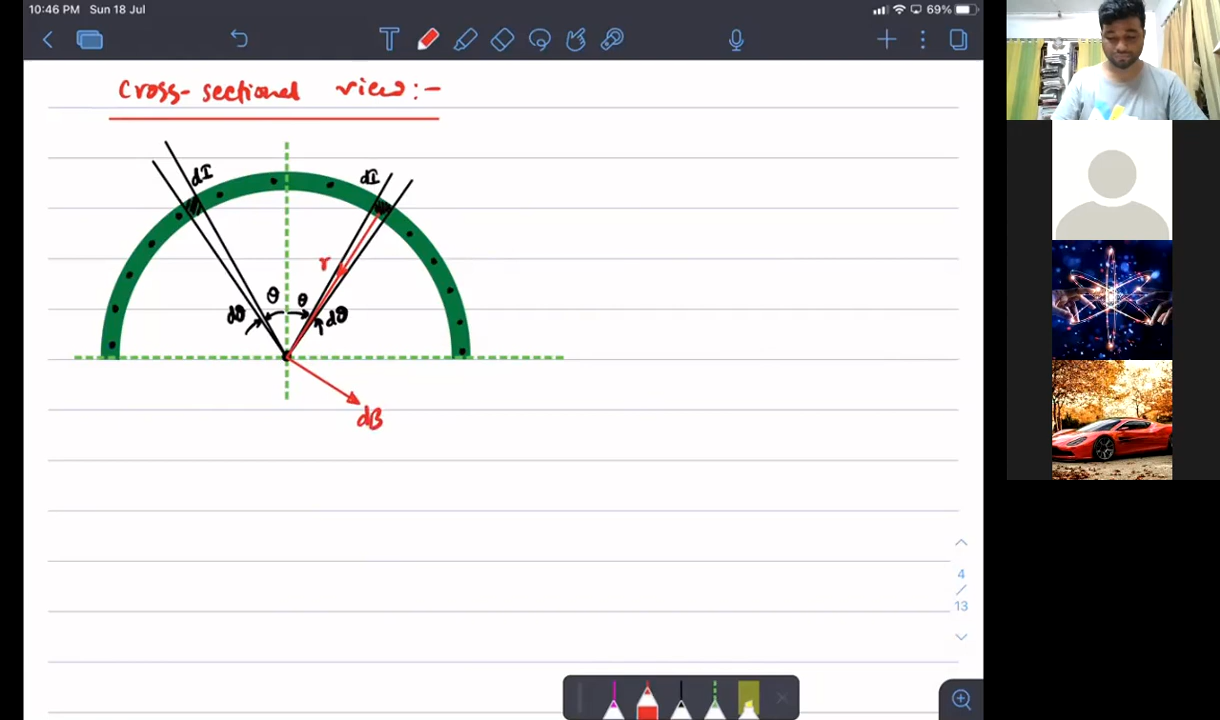 10:46 PM Sun 18 Jul 69%
T
Cross-sectional view:-
dI dI
r
θ θ
dθ dθ
dB
4
/
13